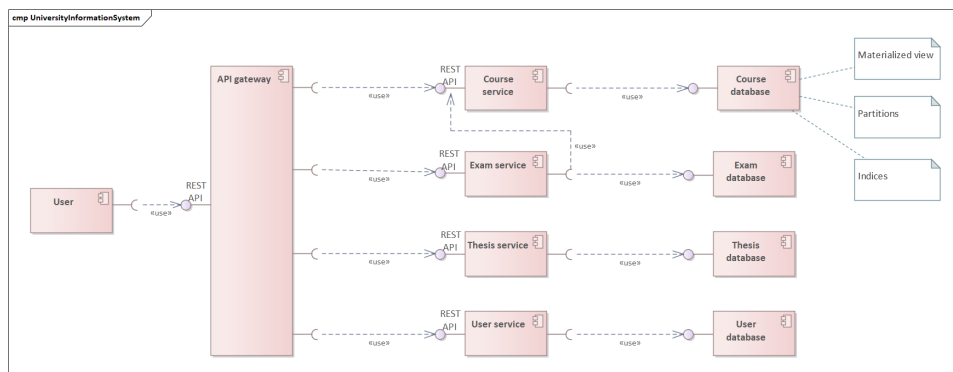 cmp UniversityInformationSystem
User
«use»
REST
API
API gateway
«use»
REST
API
Course
service
«use»
Course
database
Materialized view
Partitions
Indices
«use»
«use»
REST
API
Exam service
«use»
Exam
database
«use»
REST
API
Thesis service
«use»
Thesis
database
«use»
REST
API
User service
«use»
User
database